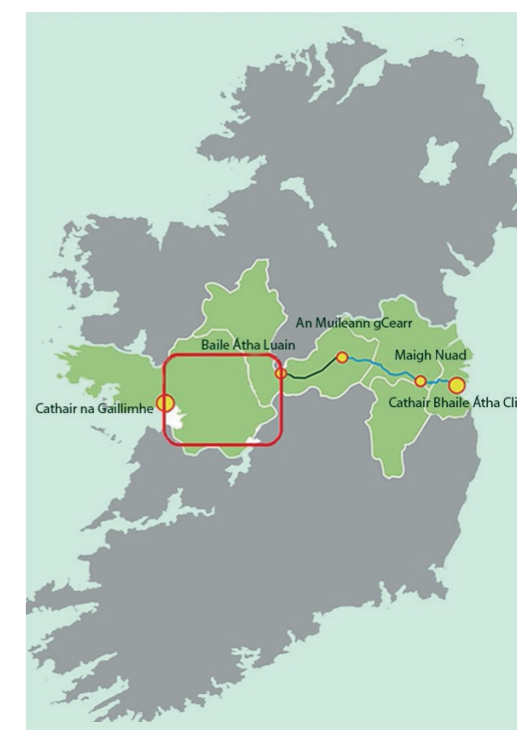 An Muileann gCearr
Baile Átha Luain
Maigh Nuad
Cathair na Gaillimhe
Cathair Bhaile Átha Cli